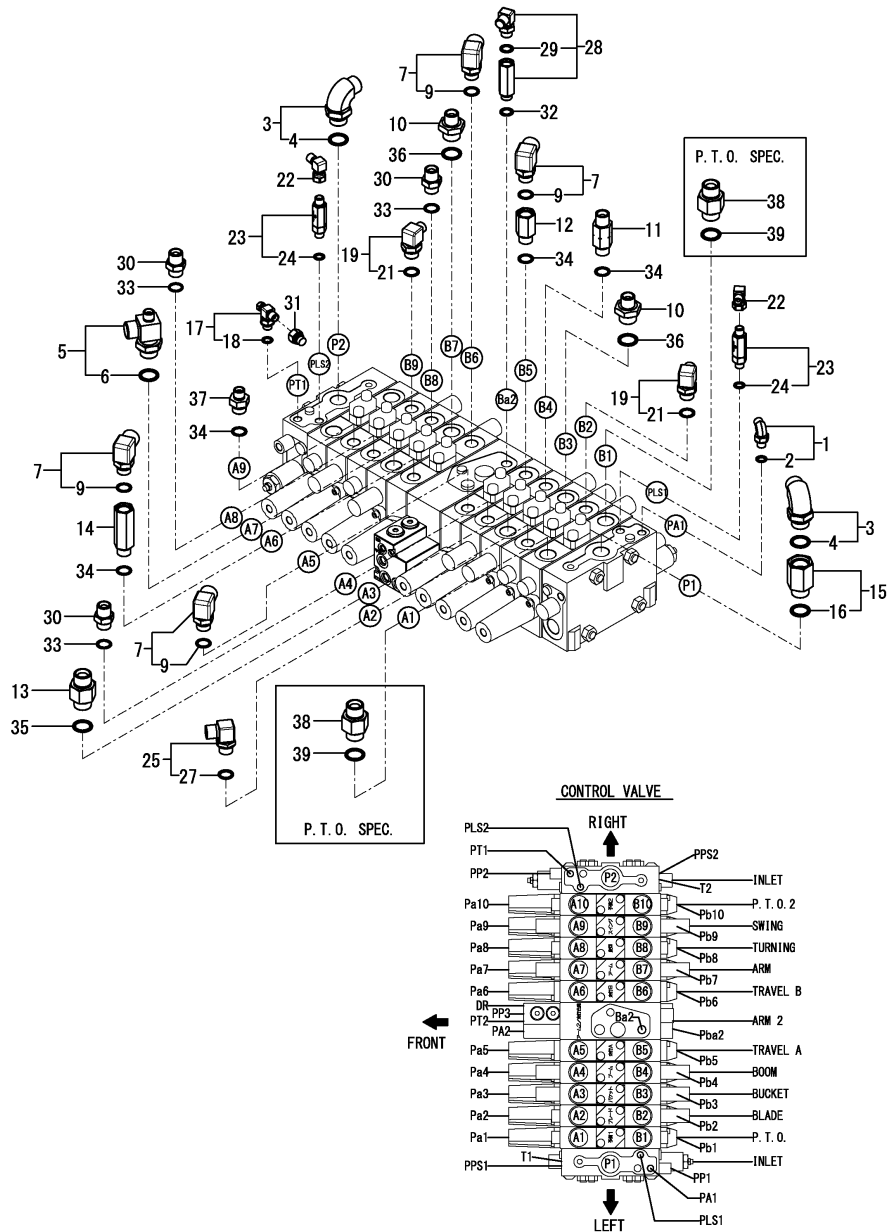 28
29
7
9
32
3
4
10
36
P.T.O. SPEC.
38
39
22
30
33
7
9
12
34
11
34
23
24
19
21
30
33
10
36
22
23
24
17
18
31
5
6
19
21
37
34
1
2
7
9
14
34
3
4
15
16
30
33
7
9
13
35
25
27
P2
PLS2
PT1
B9
B8
B7
B6
Ba2
B5
B4
B3
B2
B1
PLS1
PA1
P1
A9
A8
A7
A6
A5
A4
A3
A2
A1
38
39
P.T.O. SPEC.
CONTROL VALVE
RIGHT
PLS2
PT1
PP2
PPS2
INLET
T2
P2
Pa10 A10 B10 Pb10 P.T.O.2
Pa9 A9 B9 Pb9 SWING
Pa8 A8 B8 Pb8 TURNING
Pa7 A7 B7 Pb7 ARM
Pa6 A6 B6 Pb6 TRAVEL B
DR
PP3
PT2
PA2
Ba2
ARM 2
Pba2
FRONT
Pa5 A5 B5 Pb5 TRAVEL A
Pa4 A4 B4 Pb4 BOOM
Pa3 A3 B3 Pb3 BUCKET
Pa2 A2 B2 Pb2 BLADE
Pa1 A1 B1 Pb1 P.T.O.
T1
PPS1
P1
INLET
PP1
PA1
PLS1
LEFT